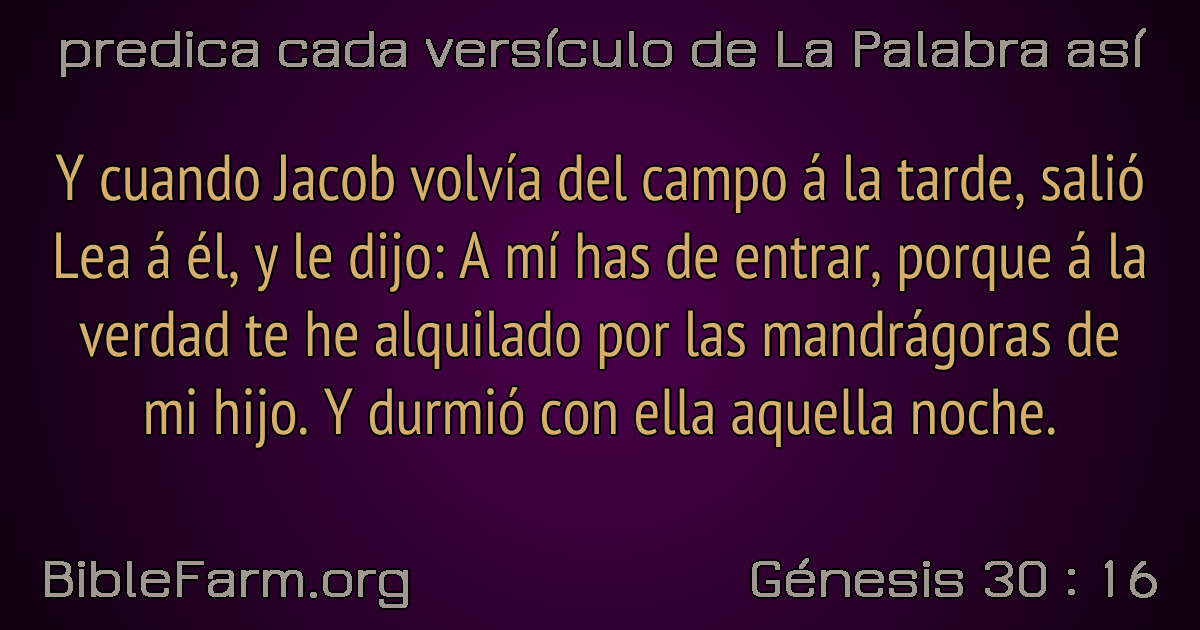 predica cada versículo de La Palabra así
Y cuando Jacob volvía del campo á la tarde, salió
Lea á él, y le dijo: A mí has de entrar, porque á la
verdad te he alquilado por las mandrágoras de
mi hijo. Y durmió con ella aquella noche.
BibleFarm.org
Génesis 30 : 16